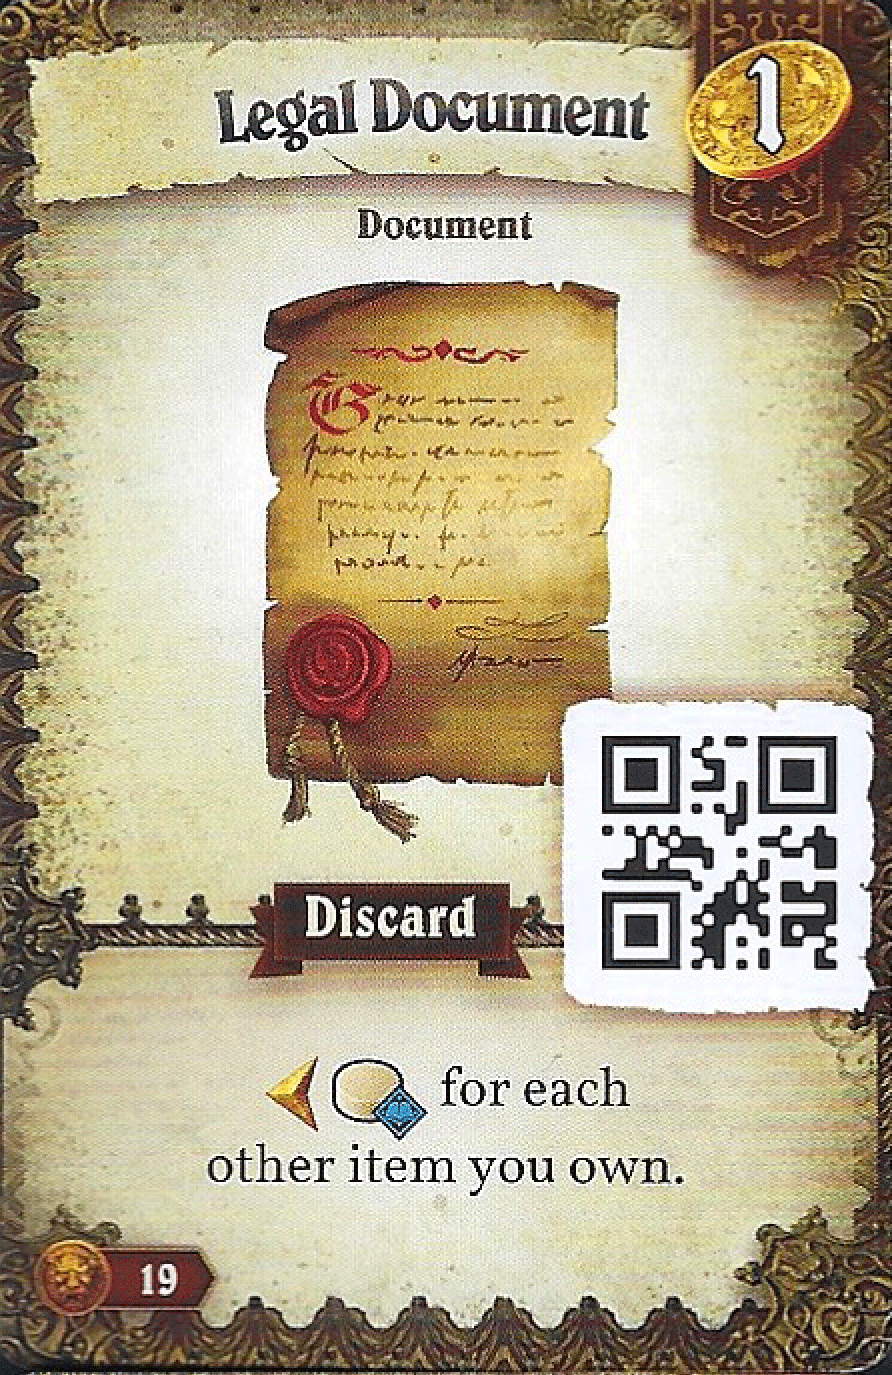 Legal Document
1
Document
Discard
for each
other item you own.
19